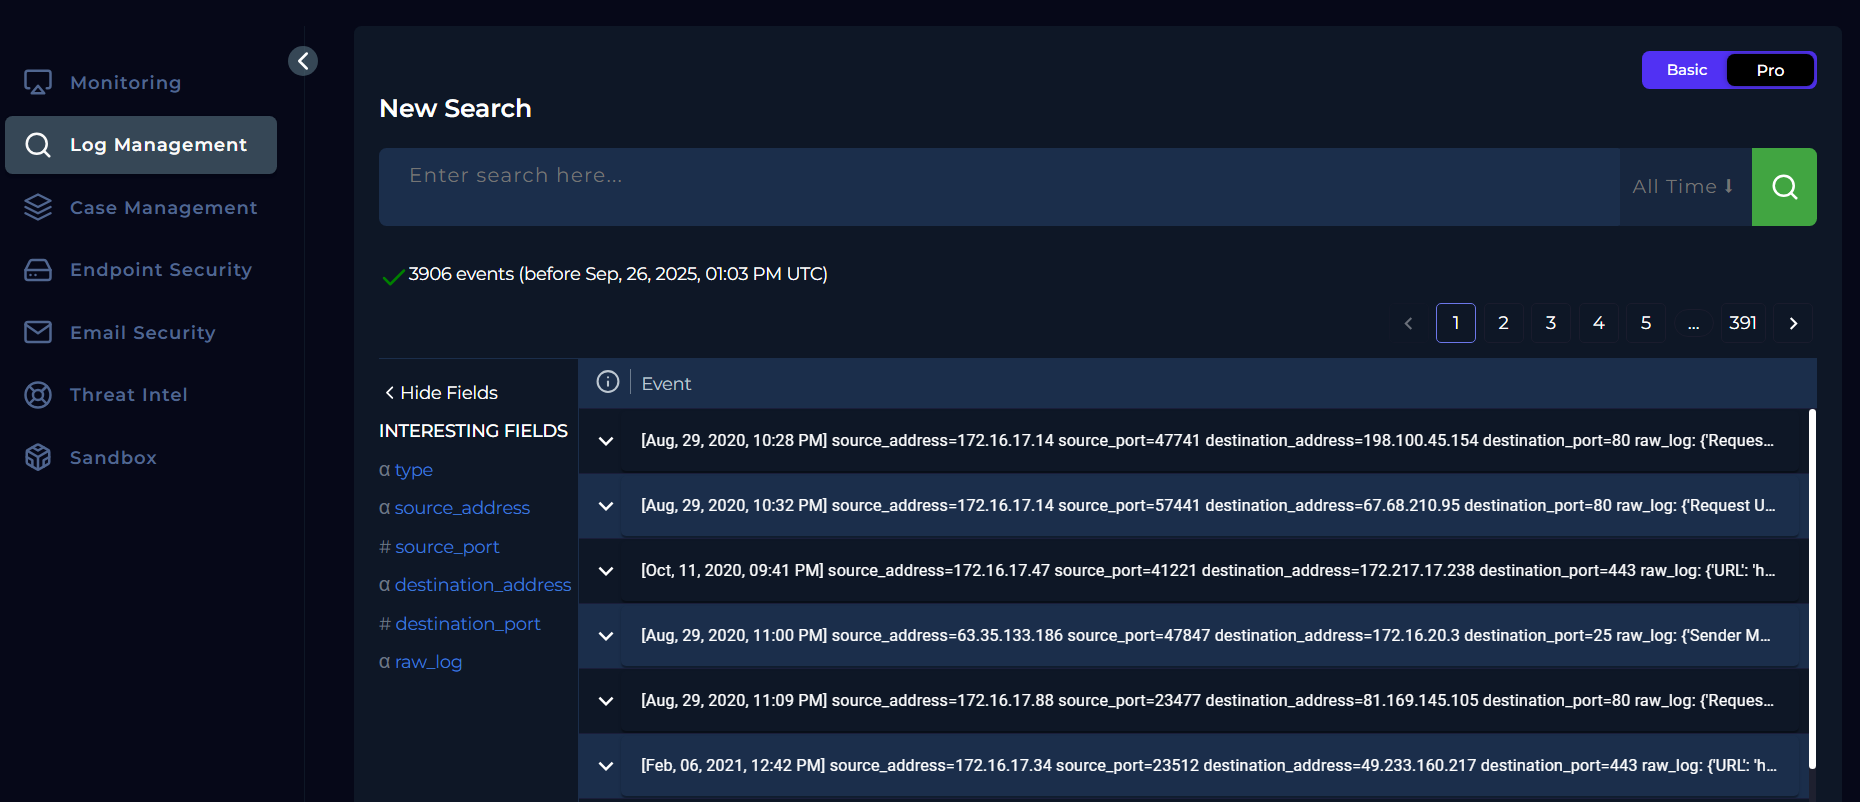 Monitoring
Log Management
Case Management
Endpoint Security
Email Security
Threat Intel
Sandbox
Basic Pro
New Search
Enter search here...
All Time ⬇
3906 events (before Sep, 26, 2025, 01:03 PM UTC)
1 2 3 4 5 ... 391
Hide Fields
INTERESTING FIELDS
α type
α source_address
# source_port
α destination_address
# destination_port
α raw_log
Event
[Aug, 29, 2020, 10:28 PM] source_address=172.16.17.14 source_port=47741 destination_address=198.100.45.154 destination_port=80 raw_log: {'Reques...
[Aug, 29, 2020, 10:32 PM] source_address=172.16.17.14 source_port=57441 destination_address=67.68.210.95 destination_port=80 raw_log: {'Request U...
[Oct, 11, 2020, 09:41 PM] source_address=172.16.17.47 source_port=41221 destination_address=172.217.17.238 destination_port=443 raw_log: {'URL': 'h...
[Aug, 29, 2020, 11:00 PM] source_address=63.35.133.186 source_port=47847 destination_address=172.16.20.3 destination_port=25 raw_log: {'Sender M...
[Aug, 29, 2020, 11:09 PM] source_address=172.16.17.88 source_port=23477 destination_address=81.169.145.105 destination_port=80 raw_log: {'Reques...
[Feb, 06, 2021, 12:42 PM] source_address=172.16.17.34 source_port=23512 destination_address=49.233.160.217 destination_port=443 raw_log: {'URL': 'h...